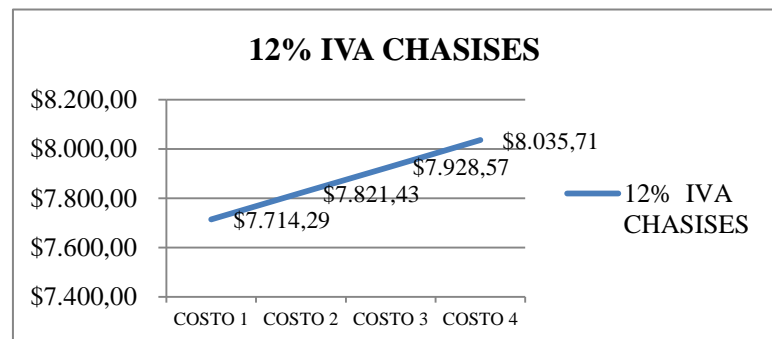 12% IVA CHASISES
$8.200,00
$8.000,00
$7.800,00
$7.600,00
$7.400,00
$7.714,29
$7.821,43
$7.928,57
$8.035,71
COSTO 1
COSTO 2
COSTO 3
COSTO 4
12% IVA
CHASISES